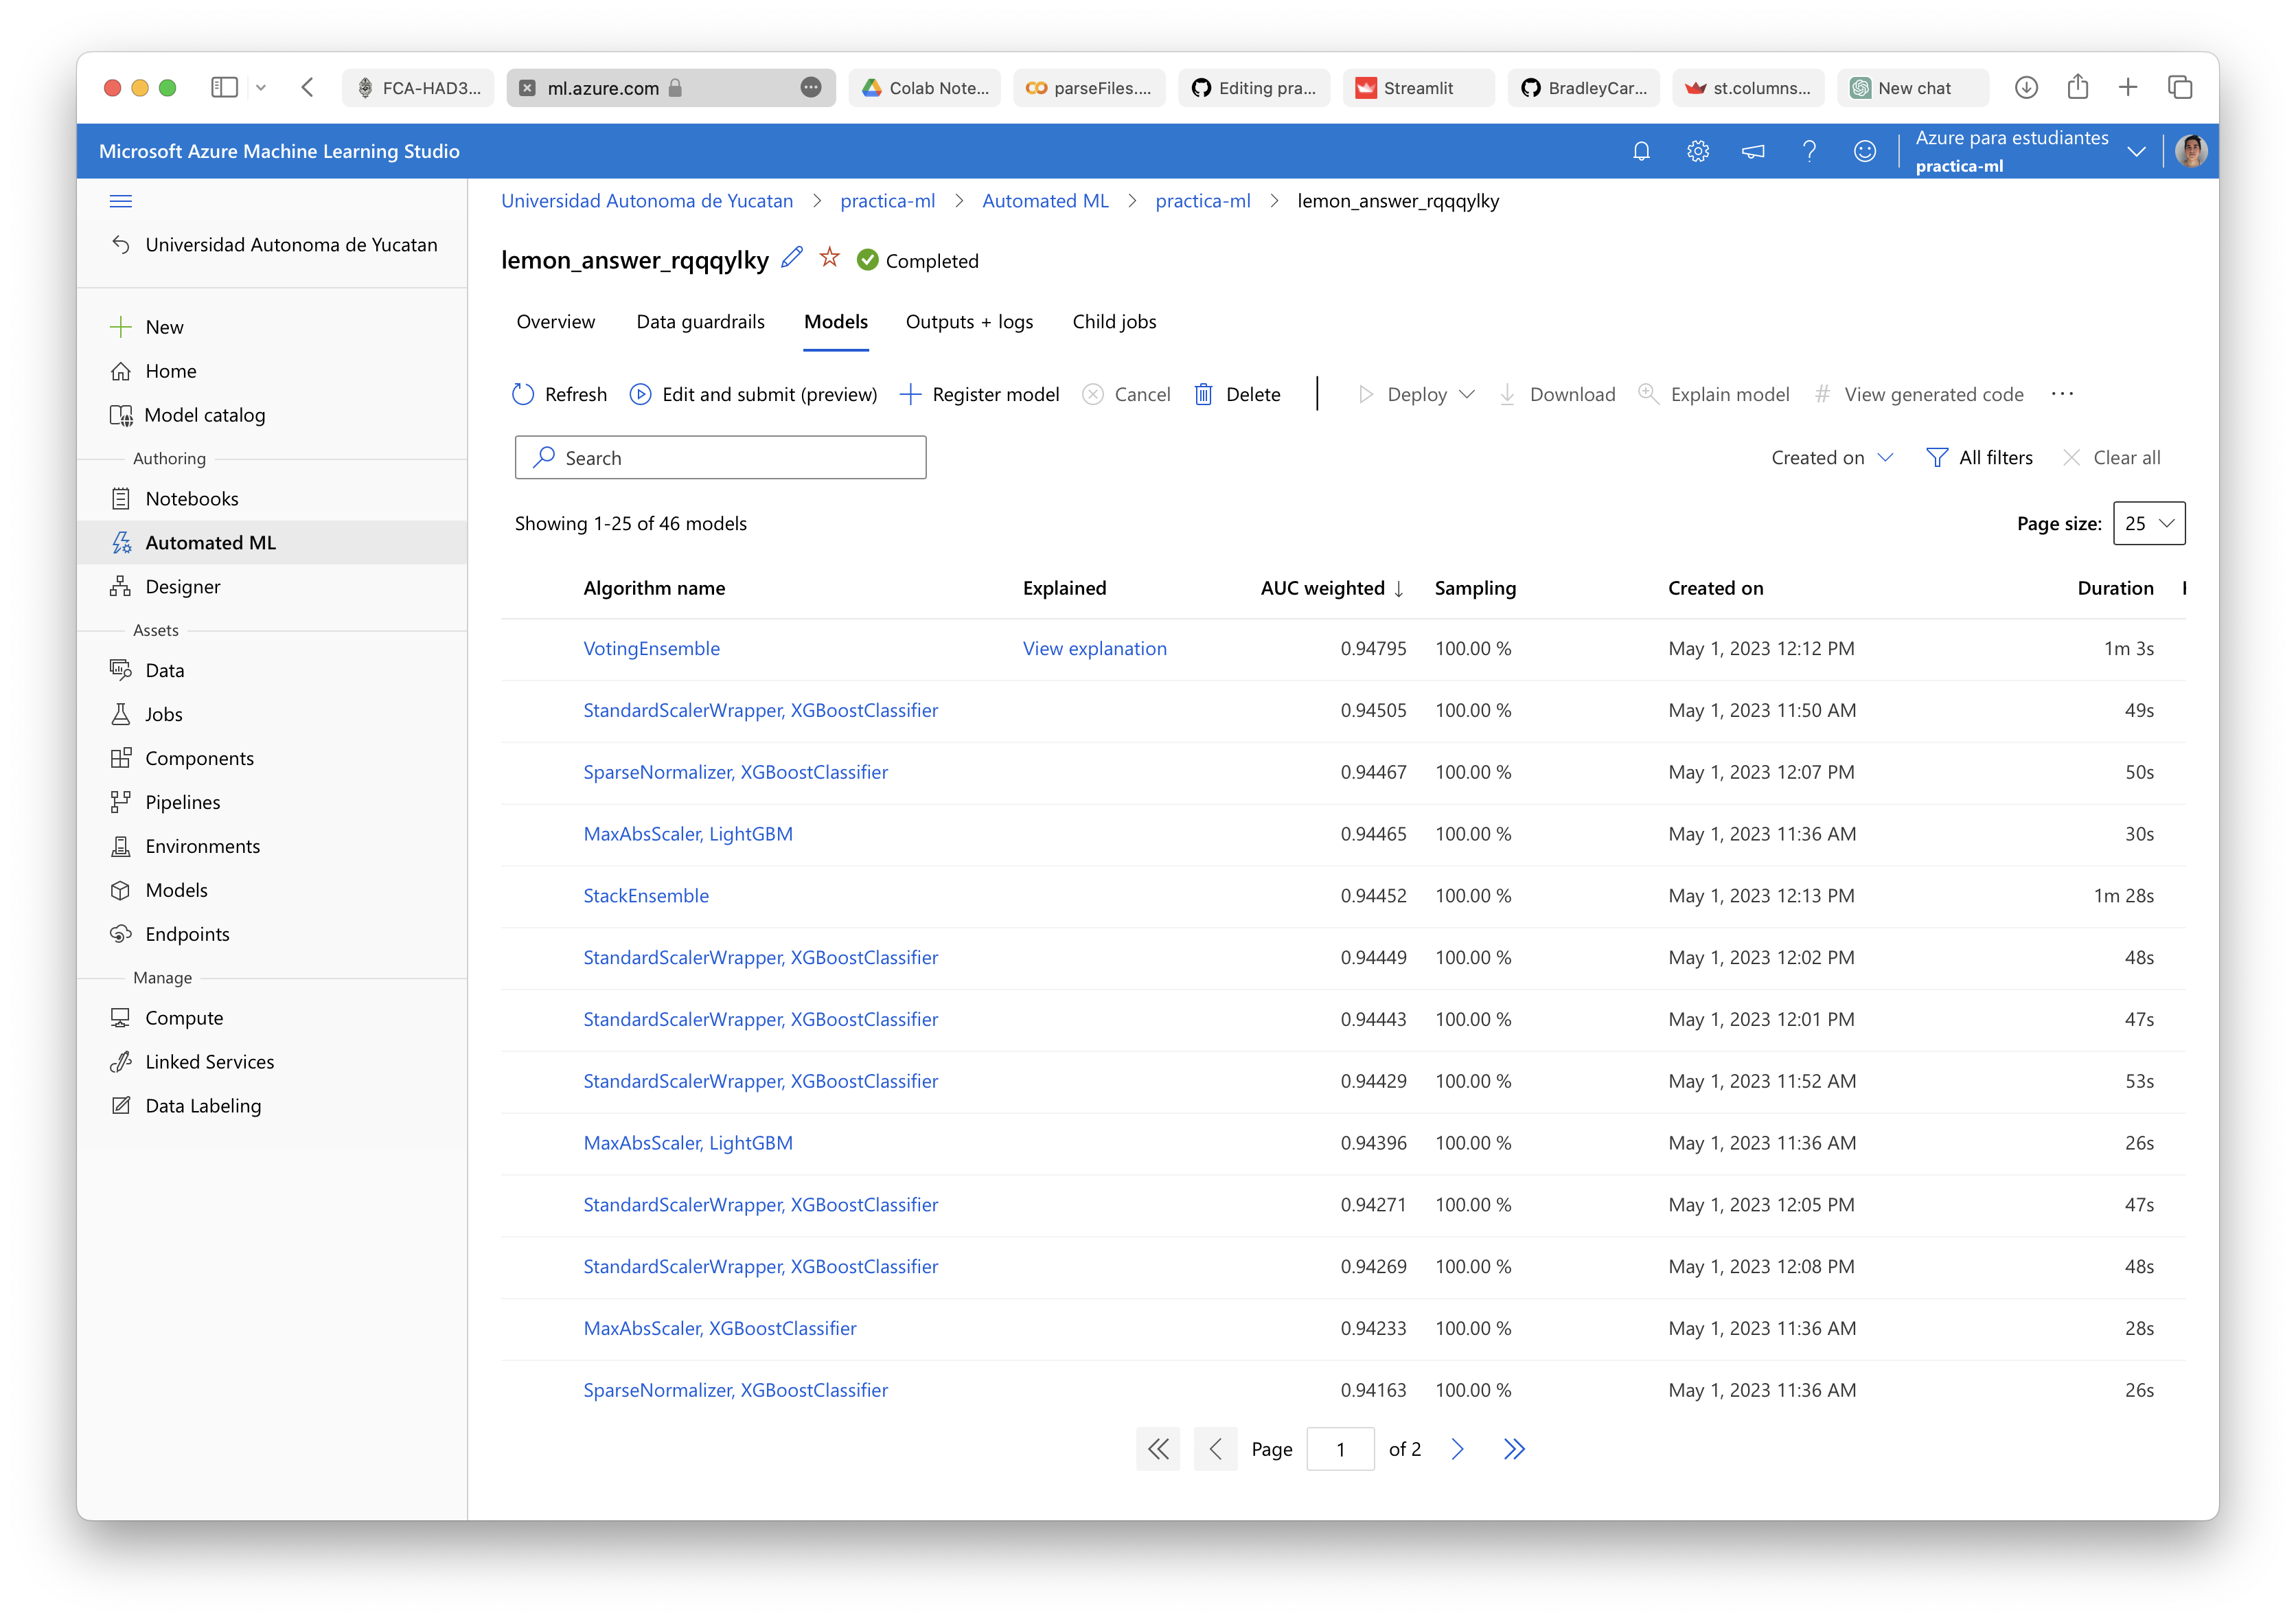 FCA-HAD3...
ml.azure.com
Colab Note...
parseFiles....
Editing pra...
Streamlit
BradleyCar...
st.columns...
New chat
Microsoft Azure Machine Learning Studio
Azure para estudiantes
practica-ml
Universidad Autonoma de Yucatan
New
Home
Model catalog
Authoring
Notebooks
Automated ML
Designer
Assets
Data
Jobs
Components
Pipelines
Environments
Models
Endpoints
Manage
Compute
Linked Services
Data Labeling
Universidad Autonoma de Yucatan > practica-ml > Automated ML > practica-ml > lemon_answer_rqqqylky
lemon_answer_rqqqylky Completed
Overview Data guardrails Models Outputs + logs Child jobs
Refresh Edit and submit (preview) Register model Cancel Delete Deploy Download Explain model # View generated code ...
Search
Created on All filters Clear all
Showing 1-25 of 46 models
Page size: 25
Algorithm name Explained AUC weighted ↓ Sampling Created on Duration
VotingEnsemble View explanation 0.94795 100.00 % May 1, 2023 12:12 PM 1m 3s
StandardScalerWrapper, XGBoostClassifier 0.94505 100.00 % May 1, 2023 11:50 AM 49s
SparseNormalizer, XGBoostClassifier 0.94467 100.00 % May 1, 2023 12:07 PM 50s
MaxAbsScaler, LightGBM 0.94465 100.00 % May 1, 2023 11:36 AM 30s
StackEnsemble 0.94452 100.00 % May 1, 2023 12:13 PM 1m 28s
StandardScalerWrapper, XGBoostClassifier 0.94449 100.00 % May 1, 2023 12:02 PM 48s
StandardScalerWrapper, XGBoostClassifier 0.94443 100.00 % May 1, 2023 12:01 PM 47s
StandardScalerWrapper, XGBoostClassifier 0.94429 100.00 % May 1, 2023 11:52 AM 53s
MaxAbsScaler, LightGBM 0.94396 100.00 % May 1, 2023 11:36 AM 26s
StandardScalerWrapper, XGBoostClassifier 0.94271 100.00 % May 1, 2023 12:05 PM 47s
StandardScalerWrapper, XGBoostClassifier 0.94269 100.00 % May 1, 2023 12:08 PM 48s
MaxAbsScaler, XGBoostClassifier 0.94233 100.00 % May 1, 2023 11:36 AM 28s
SparseNormalizer, XGBoostClassifier 0.94163 100.00 % May 1, 2023 11:36 AM 26s
Page 1 of 2